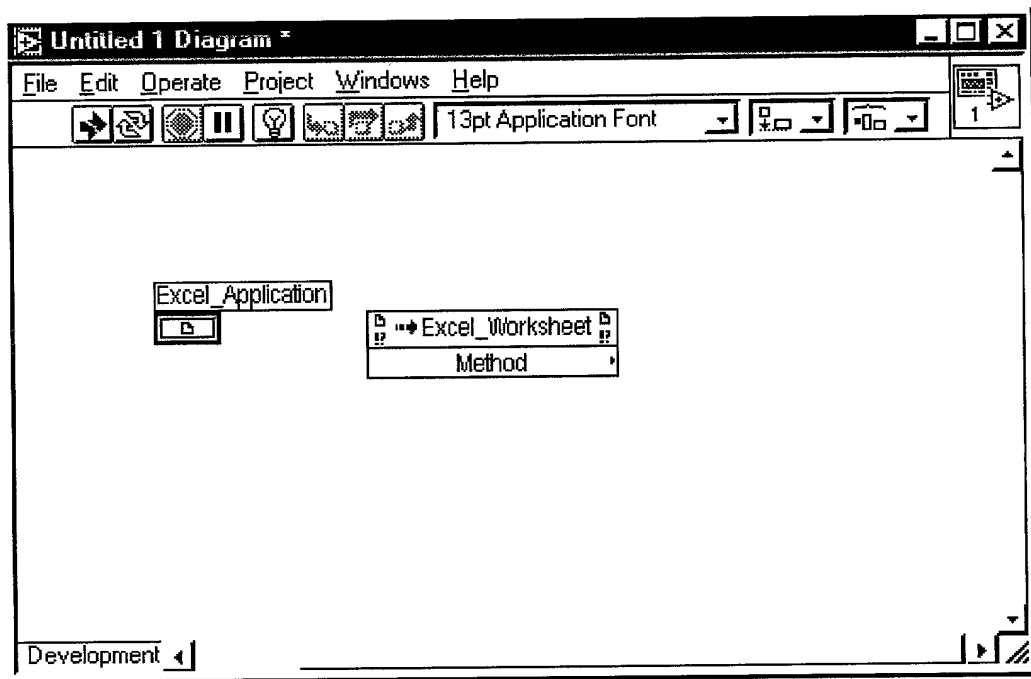 Untitled 1 Diagram *
File Edit Operate Project Windows Help
13pt Application Font
1
Excel_Application
Excel_Worksheet
Method
Development